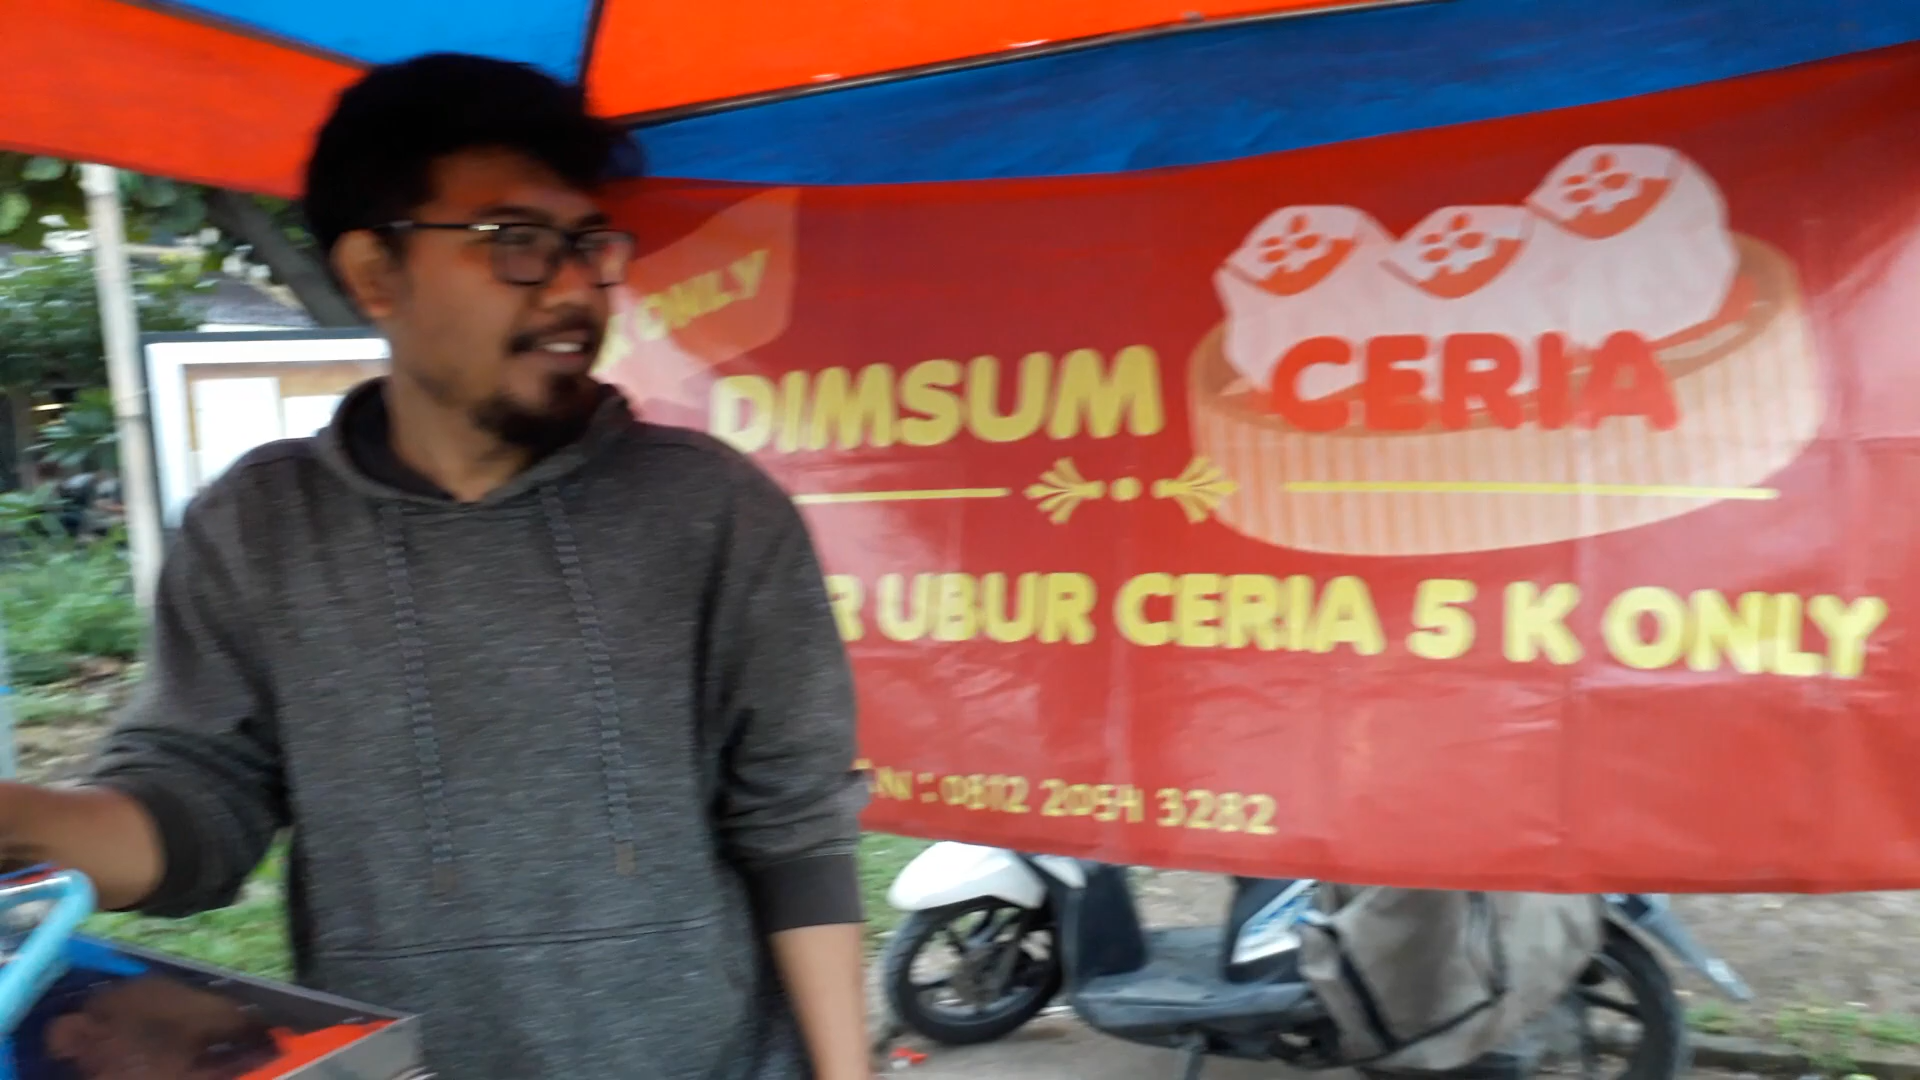 ONLY
DIMSUM CERIA
R UBUR CERIA 5 K ONLY
: 0812 2054 3282